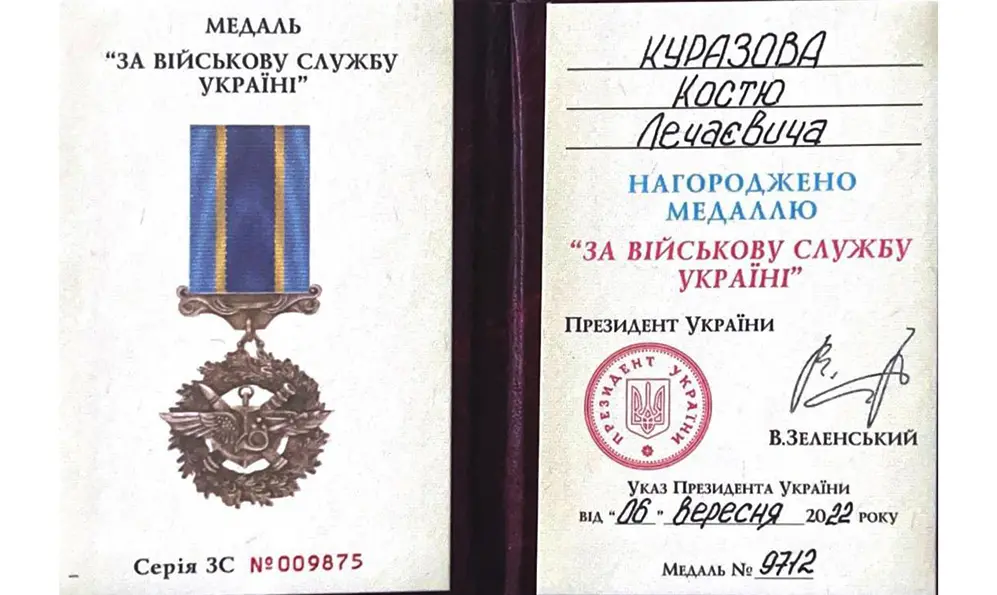 МЕДАЛЬ
“ЗА ВІЙСЬКОВУ СЛУЖБУ
УКРАЇНІ”
Серія ЗС №009875
КУРАЗОВА
Костю
Лечаєвича
НАГОРОДЖЕНО
МЕДАЛЛЮ
“ЗА ВІЙСЬКОВУ СЛУЖБУ
УКРАЇНІ”
ПРЕЗИДЕНТ УКРАЇНИ
ПРЕЗИДЕНТ УКРАЇНИ
В.ЗЕЛЕНСЬКИЙ
УКАЗ ПРЕЗИДЕНТА УКРАЇНИ
ВІД “06” вересня 2022 РОКУ
МЕДАЛЬ № 9712